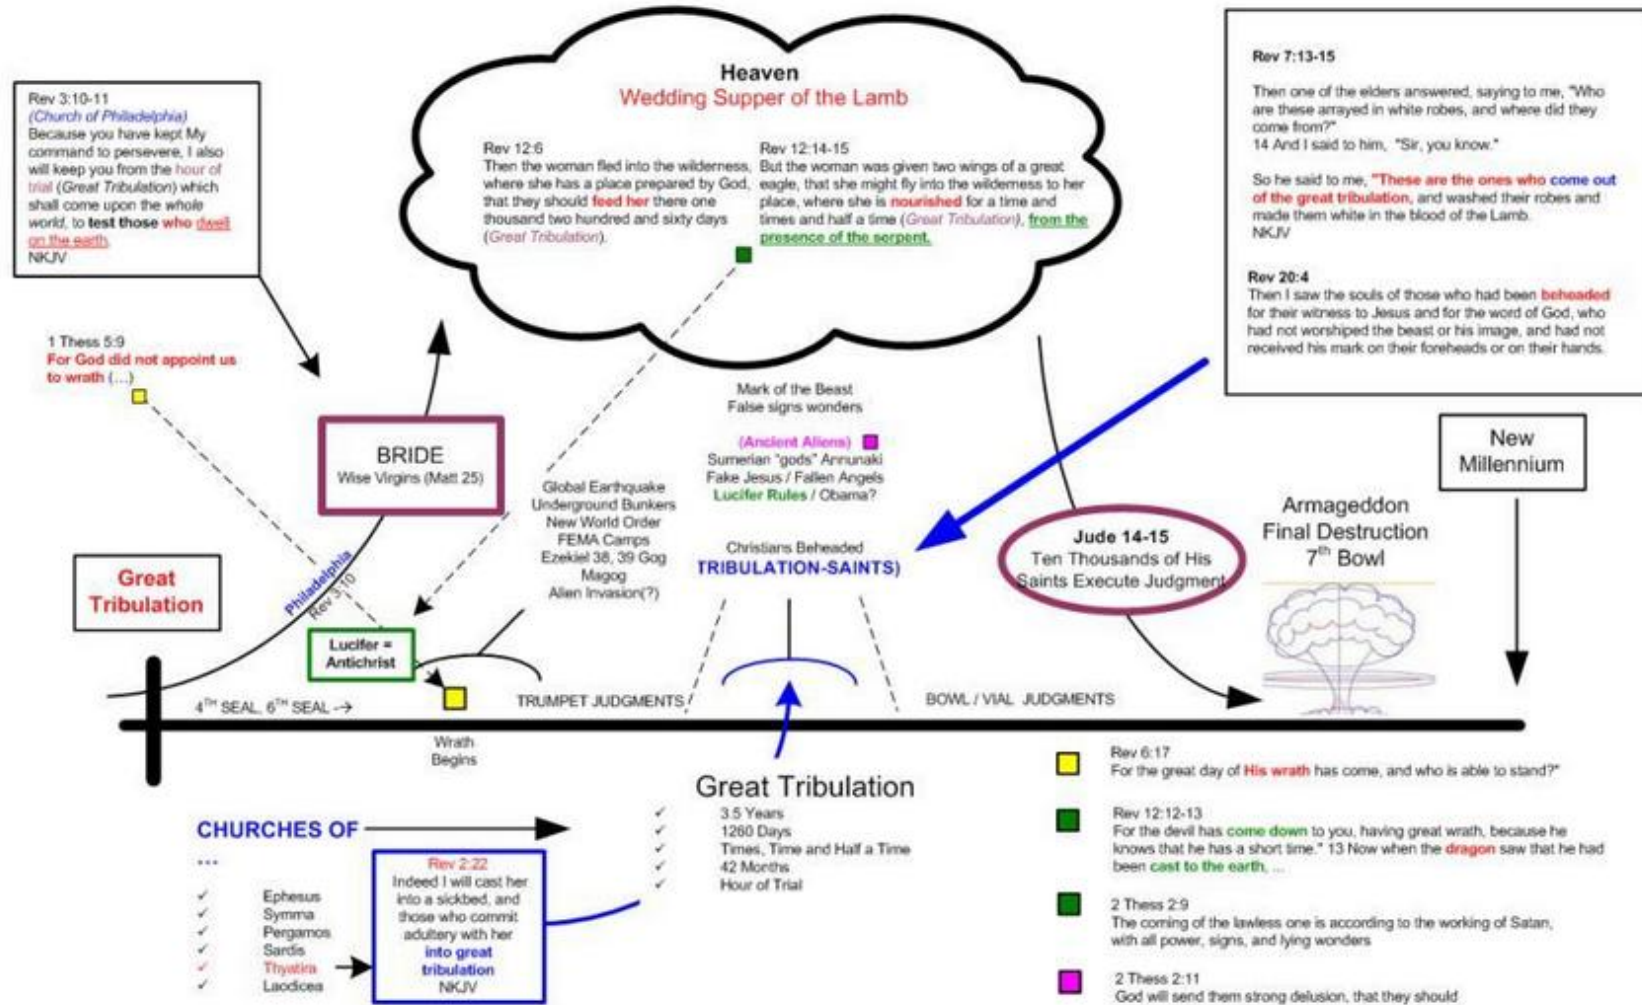 Heaven
Wedding Supper of the Lamb
Rev 12:6
Then the woman fled into the wilderness,
where she has a place prepared by God,
that they should feed her there one
thousand two hundred and sixty days
(Great Tribulation).
Rev 12:14-15
But the woman was given two wings of a great
eagle, that she might fly into the wilderness to her
place, where she is nourished for a time and
times and half a time (Great Tribulation), from the
presence of the serpent.
Rev 3:10-11
(Church of Philadelphia)
Because you have kept My
command to persevere, I also
will keep you from the hour of
trial (Great Tribulation) which
shall come upon the whole
world, to test those who dwell
on the earth.
NKJV
Rev 7:13-15
Then one of the elders answered, saying to me, "Who
are these arrayed in white robes, and where did they
come from?"
14 And I said to him, "Sir, you know."
So he said to me, "These are the ones who come out
of the great tribulation, and washed their robes and
made them white in the blood of the Lamb.
NKJV
Rev 20:4
Then I saw the souls of those who had been beheaded
for their witness to Jesus and for the word of God, who
had not worshiped the beast or his image, and had not
received his mark on their foreheads or on their hands.
1 Thess 5:9
For God did not appoint us
to wrath (...)
BRIDE
Wise Virgins (Matt 25)
Philadelphia
Rev 3:10
Great
Tribulation
Lucifer =
Antichrist
Global Earthquake
Underground Bunkers
New World Order
FEMA Camps
Ezekiel 38, 39 Gog
Magog
Alien Invasion(?)
Mark of the Beast
False signs wonders
(Ancient Aliens)
Sumerian "gods" Annunaki
Fake Jesus / Fallen Angels
Lucifer Rules / Obama?
Christians Beheaded
TRIBULATION-SAINTS)
Jude 14-15
Ten Thousands of His
Saints Execute Judgment
New
Millennium
Armageddon
Final Destruction
7th Bowl
4TH SEAL, 6TH SEAL -→
TRUMPET JUDGMENTS
BOWL / VIAL JUDGMENTS
Wrath
Begins
Great Tribulation
✓ 3.5 Years
✓ 1260 Days
✓ Times, Time and Half a Time
✓ 42 Months
✓ Hour of Trial
CHURCHES OF
...
✓ Ephesus
✓ Symma
✓ Pergamos
✓ Sardis
✓ Thyatira
✓ Laodicea
Rev 2:22
Indeed I will cast her
into a sickbed, and
those who commit
adultery with her
into great
tribulation
NKJV
Rev 6:17
For the great day of His wrath has come, and who is able to stand?"
Rev 12:12-13
For the devil has come down to you, having great wrath, because he
knows that he has a short time." 13 Now when the dragon saw that he had
been cast to the earth, ...
2 Thess 2:9
The coming of the lawless one is according to the working of Satan,
with all power, signs, and lying wonders
2 Thess 2:11
God will send them strong delusion, that they should